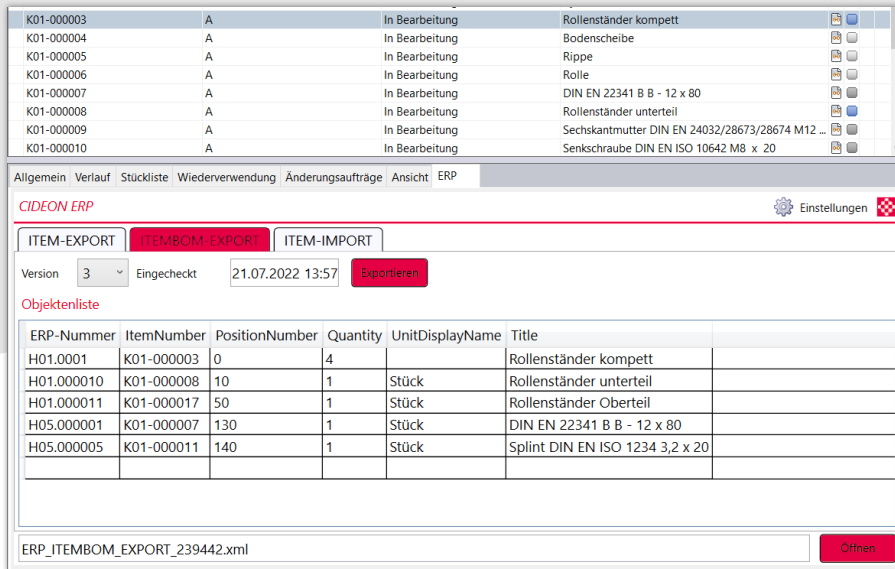 K01-000003 A In Bearbeitung Rollenständer kompett
K01-000004 A In Bearbeitung Bodenscheibe
K01-000005 A In Bearbeitung Rippe
K01-000006 A In Bearbeitung Rolle
K01-000007 A In Bearbeitung DIN EN 22341 B B - 12 x 80
K01-000008 A In Bearbeitung Rollenständer unterteil
K01-000009 A In Bearbeitung Sechskantmutter DIN EN 24032/28673/28674 M12 ...
K01-000010 A In Bearbeitung Senkschraube DIN EN ISO 10642 M8 x 20
Allgemein Verlauf Stückliste Wiederverwendung Änderungsaufträge Ansicht ERP
CIDEON ERP Einstellungen
ITEM-EXPORT ITEMBOM-EXPORT ITEM-IMPORT
Version 3 Eingecheckt 21.07.2022 13:57 Exportieren
Objektenliste
ERP-Nummer ItemNumber PositionNumber Quantity UnitDisplayName Title
H01.0001 K01-000003 0 4 Rollenständer kompett
H01.000010 K01-000008 10 1 Stück Rollenständer unterteil
H01.000011 K01-000017 50 1 Stück Rollenständer Oberteil
H05.000001 K01-000007 130 1 Stück DIN EN 22341 B B - 12 x 80
H05.000005 K01-000011 140 1 Stück Splint DIN EN ISO 1234 3,2 x 20
ERP_ITEMBOM_EXPORT_239442.xml Öffnen